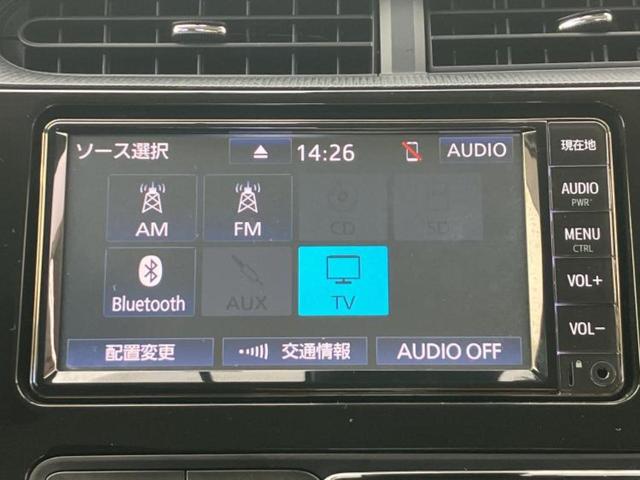 ソース選択
14:26
AUDIO
現在地
AM
FM
CD
SD
AUDIO
PWR
MENU
CTRL
Bluetooth
AUX
TV
VOL+
VOL-
配置変更
交通情報
AUDIO OFF